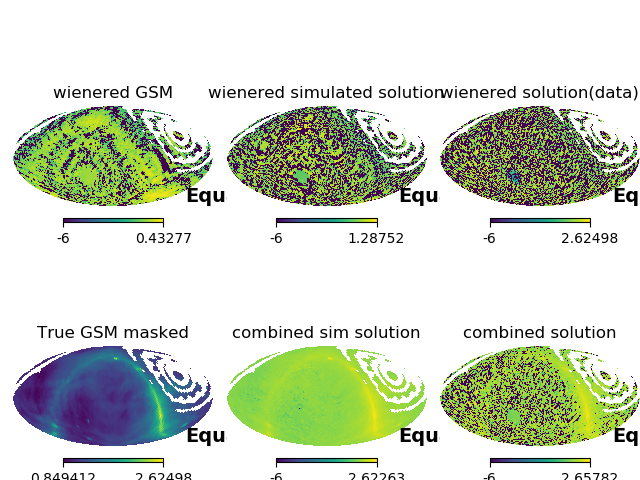 wienered GSM
wienered simulated solution
wienered solution(data)
Equ
Equ
Eq
-6 0.43277
-6 1.28752
-6 2.62498
True GSM masked
combined sim solution
combined solution
Equ
Equ
Eq
0.849412 2.62498
-6 2.62263
-6 2.65782